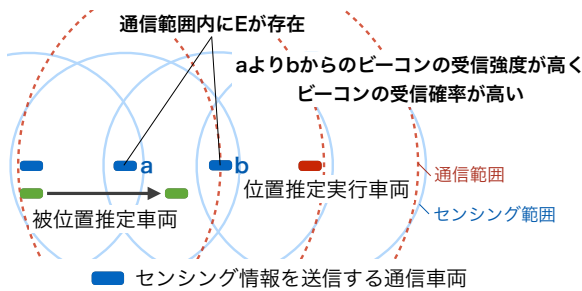 通信範囲内にEが存在
aよりbからのビーコンの受信強度が高く
ビーコンの受信確率が高い
a
b
位置推定実行車両
通信範囲
被位置推定車両
センシング範囲
センシング情報を送信する通信車両